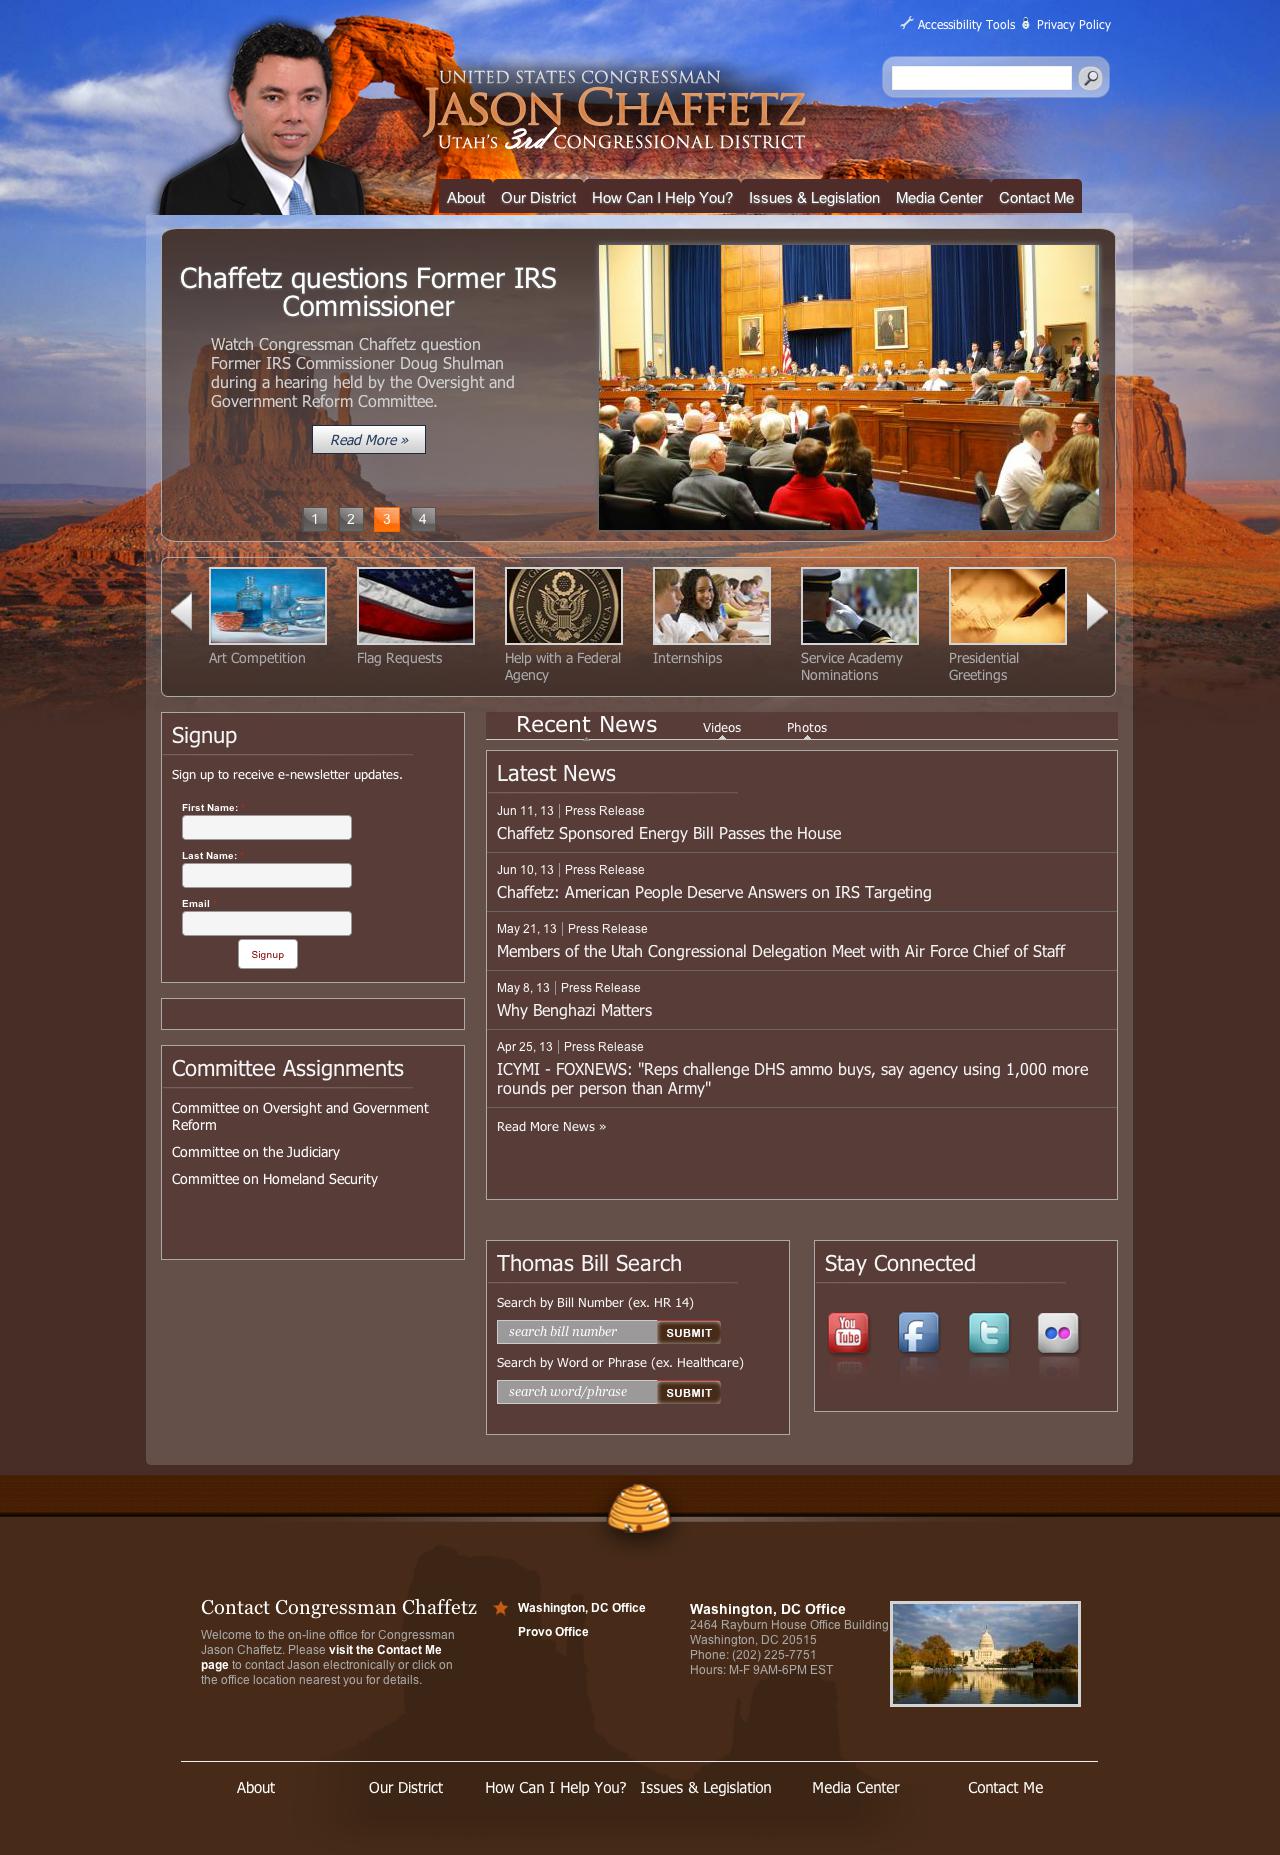 Accessibility Tools Privacy Policy
UNITED STATES CONGRESSMAN
JASON CHAFFETZ
UTAH'S 3rd CONGRESSIONAL DISTRICT
About Our District How Can I Help You? Issues & Legislation Media Center Contact Me
Chaffetz questions Former IRS
Commissioner
Watch Congressman Chaffetz question
Former IRS Commissioner Doug Shulman
during a hearing held by the Oversight and
Government Reform Committee.
Read More »
1 2 3 4
Art Competition
Flag Requests
Help with a Federal
Agency
Internships
Service Academy
Nominations
Presidential
Greetings
Signup
Sign up to receive e-newsletter updates.
First Name: *
Last Name: *
Email *
Signup
Committee Assignments
Committee on Oversight and Government
Reform
Committee on the Judiciary
Committee on Homeland Security
Recent News Videos Photos
Latest News
Jun 11, 13 | Press Release
Chaffetz Sponsored Energy Bill Passes the House
Jun 10, 13 | Press Release
Chaffetz: American People Deserve Answers on IRS Targeting
May 21, 13 | Press Release
Members of the Utah Congressional Delegation Meet with Air Force Chief of Staff
May 8, 13 | Press Release
Why Benghazi Matters
Apr 25, 13 | Press Release
ICYMI - FOXNEWS: "Reps challenge DHS ammo buys, say agency using 1,000 more
rounds per person than Army"
Read More News »
Thomas Bill Search
Search by Bill Number (ex. HR 14)
search bill number SUBMIT
Search by Word or Phrase (ex. Healthcare)
search word/phrase SUBMIT
Stay Connected
You
Tube
Contact Congressman Chaffetz
Welcome to the on-line office for Congressman
Jason Chaffetz. Please visit the Contact Me
page to contact Jason electronically or click on
the office location nearest you for details.
Washington, DC Office
Provo Office
Washington, DC Office
2464 Rayburn House Office Building
Washington, DC 20515
Phone: (202) 225-7751
Hours: M-F 9AM-6PM EST
About Our District How Can I Help You? Issues & Legislation Media Center Contact Me